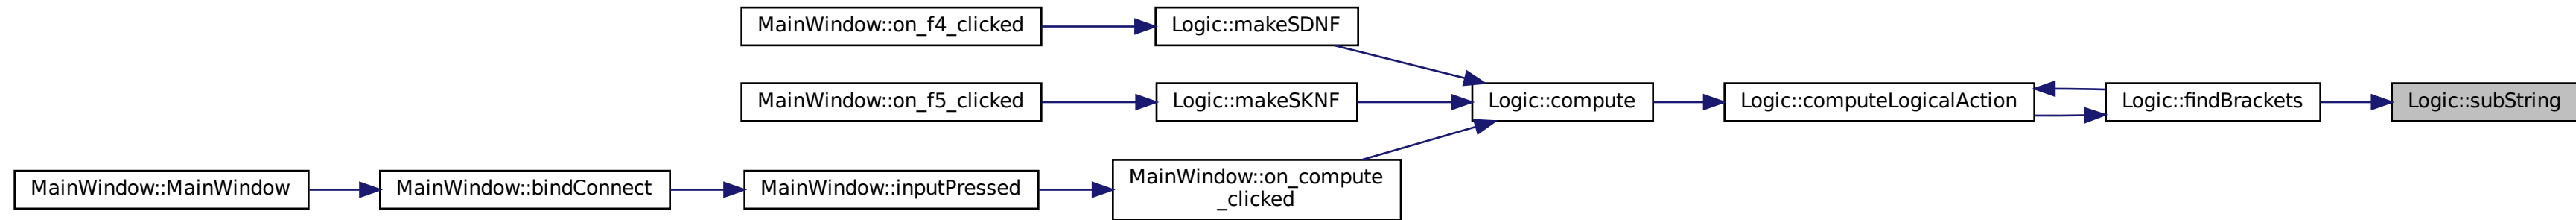 MainWindow::on_f4_clicked
Logic::makeSDNF
MainWindow::on_f5_clicked
Logic::makeSKNF
Logic::compute
Logic::computeLogicalAction
Logic::findBrackets
Logic::subString
MainWindow::MainWindow
MainWindow::bindConnect
MainWindow::inputPressed
MainWindow::on_compute
_clicked